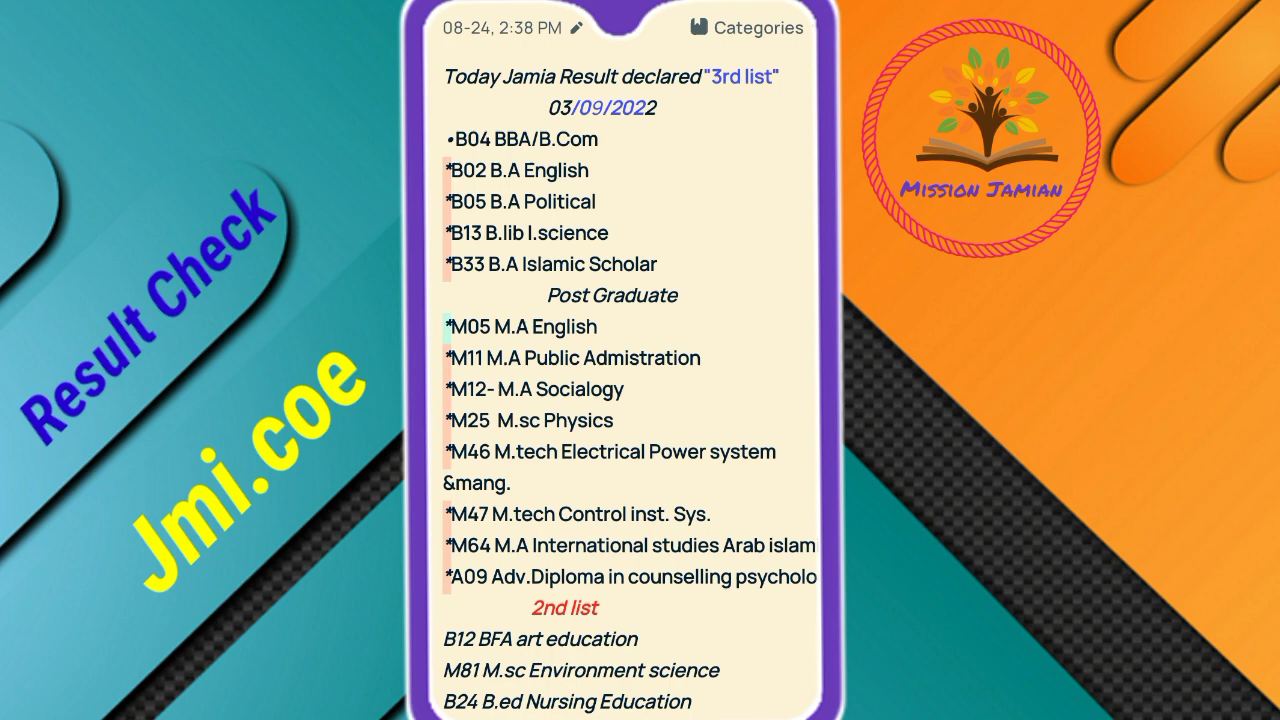 08-24, 2:38 PM
Categories
Today Jamia Result declared "3rd list"
03/09/2022
•B04 BBA/B.Com
*B02 B.A English
*B05 B.A Political
*B13 B.lib I.science
*B33 B.A Islamic Scholar
Post Graduate
*M05 M.A English
*M11 M.A Public Admistration
*M12- M.A Socialogy
*M25 M.sc Physics
*M46 M.tech Electrical Power system
&mang.
*M47 M.tech Control inst. Sys.
*M64 M.A International studies Arab islam
*A09 Adv.Diploma in counselling psycholo
2nd list
B12 BFA art education
M81 M.sc Environment science
B24 B.ed Nursing Education
Result Check
Jmi.coe
Mission Jamian